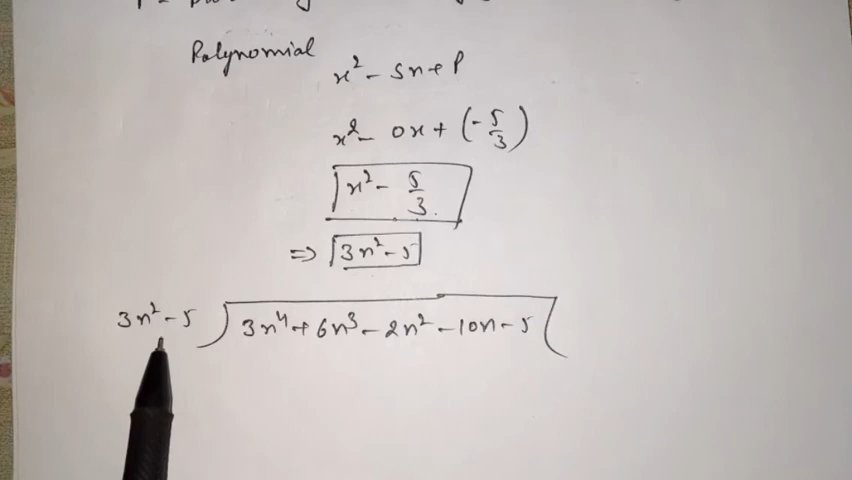 Polynomial
x² - Sx + P
x² - 0x + (-5/3)
x² - 5/3
⇒ 3x² - 5
3x² - 5 ) 3x⁴ + 6x³ - 2x² - 10x - 5 (